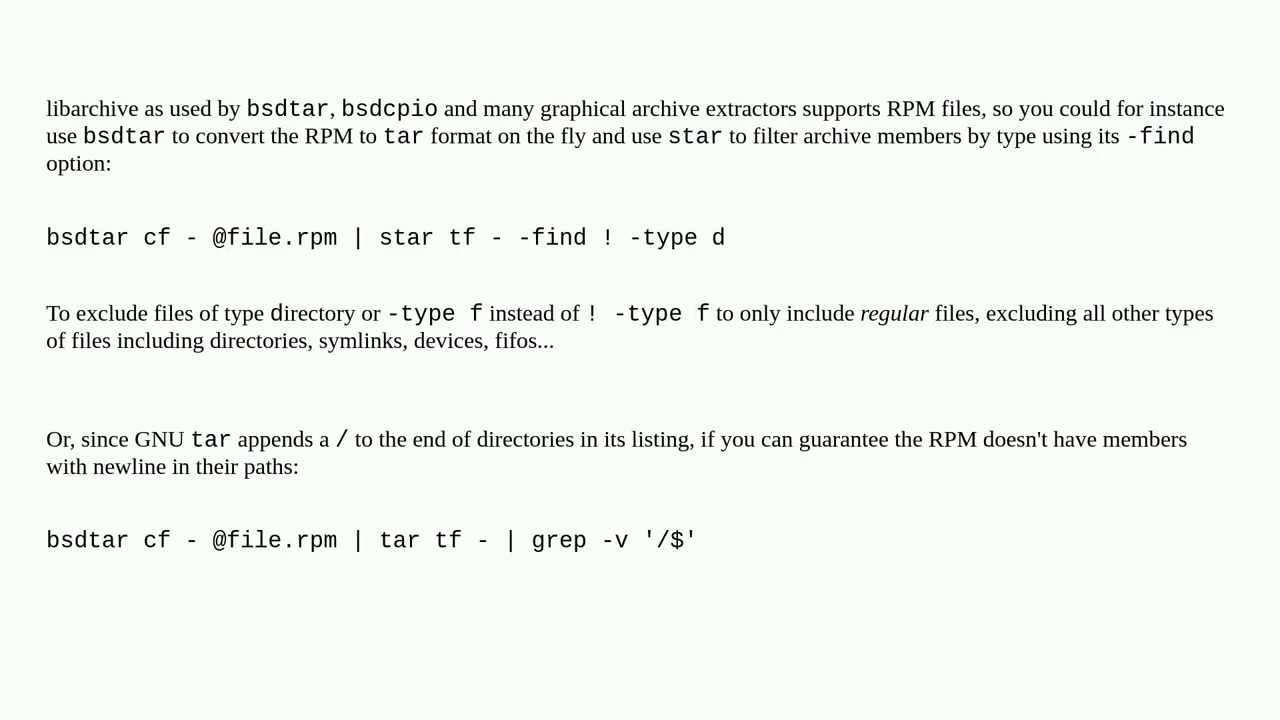 libarchive as used by bsdtar, bsdcpio and many graphical archive extractors supports RPM files, so you could for instance
use bsdtar to convert the RPM to tar format on the fly and use star to filter archive members by type using its -find
option:
bsdtar cf - @file.rpm | star tf - -find ! -type d
To exclude files of type directory or -type f instead of ! -type f to only include regular files, excluding all other types
of files including directories, symlinks, devices, fifos...
Or, since GNU tar appends a / to the end of directories in its listing, if you can guarantee the RPM doesn't have members
with newline in their paths:
bsdtar cf - @file.rpm | tar tf - | grep -v '/$'